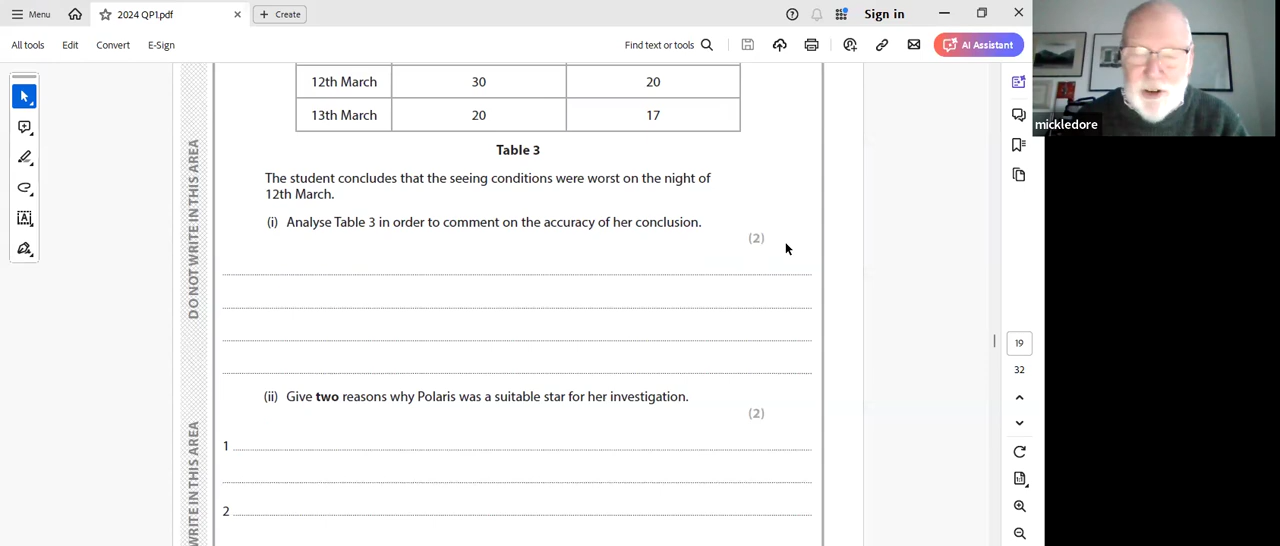 Menu
2024 QP1.pdf
Create
Sign in
All tools
Edit
Convert
E-Sign
Find text or tools
AI Assistant
mickledore
12th March 30 20
13th March 20 17
Table 3
The student concludes that the seeing conditions were worst on the night of
12th March.
(i) Analyse Table 3 in order to comment on the accuracy of her conclusion.
(2)
(ii) Give two reasons why Polaris was a suitable star for her investigation.
(2)
1
2
DO NOT WRITE IN THIS AREA
WRITE IN THIS AREA
19
32